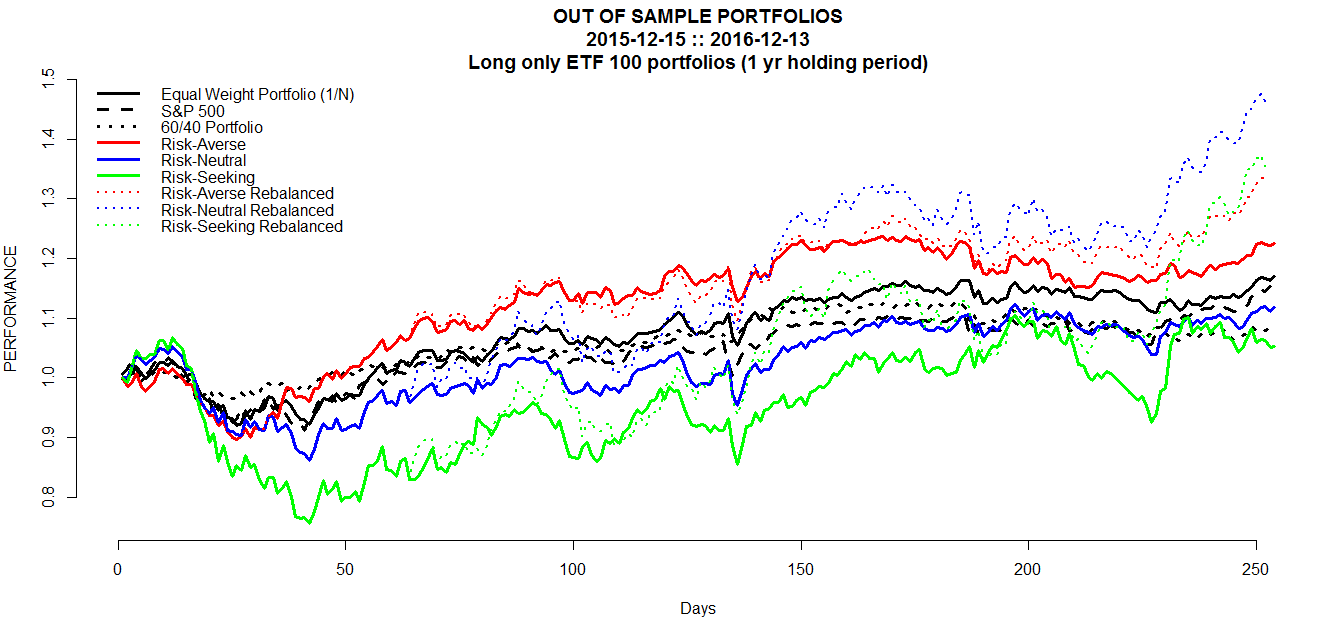 OUT OF SAMPLE PORTFOLIOS
2015-12-15 :: 2016-12-13
Long only ETF 100 portfolios (1 yr holding period)
Equal Weight Portfolio (1/N)
S&P 500
60/40 Portfolio
Risk-Averse
Risk-Neutral
Risk-Seeking
Risk-Averse Rebalanced
Risk-Neutral Rebalanced
Risk-Seeking Rebalanced
PERFORMANCE
1.5
1.4
1.3
1.2
1.1
1.0
0.9
0.8
0 50 100 150 200 250
Days